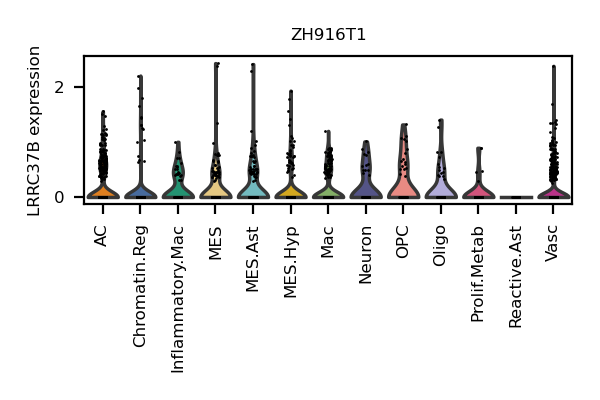 ZH916T1
LRRC37B expression
2
0
AC
Chromatin.Reg
Inflammatory.Mac
MES
MES.Ast
MES.Hyp
Mac
Neuron
OPC
Oligo
Prolif.Metab
Reactive.Ast
Vasc